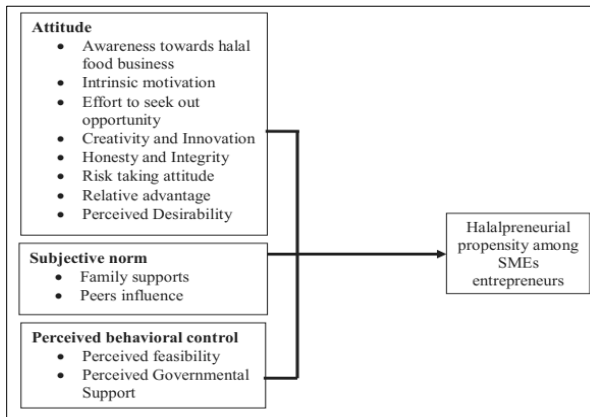 Attitude
• Awareness towards halal
food business
• Intrinsic motivation
• Effort to seek out
opportunity
• Creativity and Innovation
• Honesty and Integrity
• Risk taking attitude
• Relative advantage
• Perceived Desirability
Subjective norm
• Family supports
• Peers influence
Perceived behavioral control
• Perceived feasibility
• Perceived Governmental
Support
Halalpreneurial
propensity among
SMEs
entrepreneurs